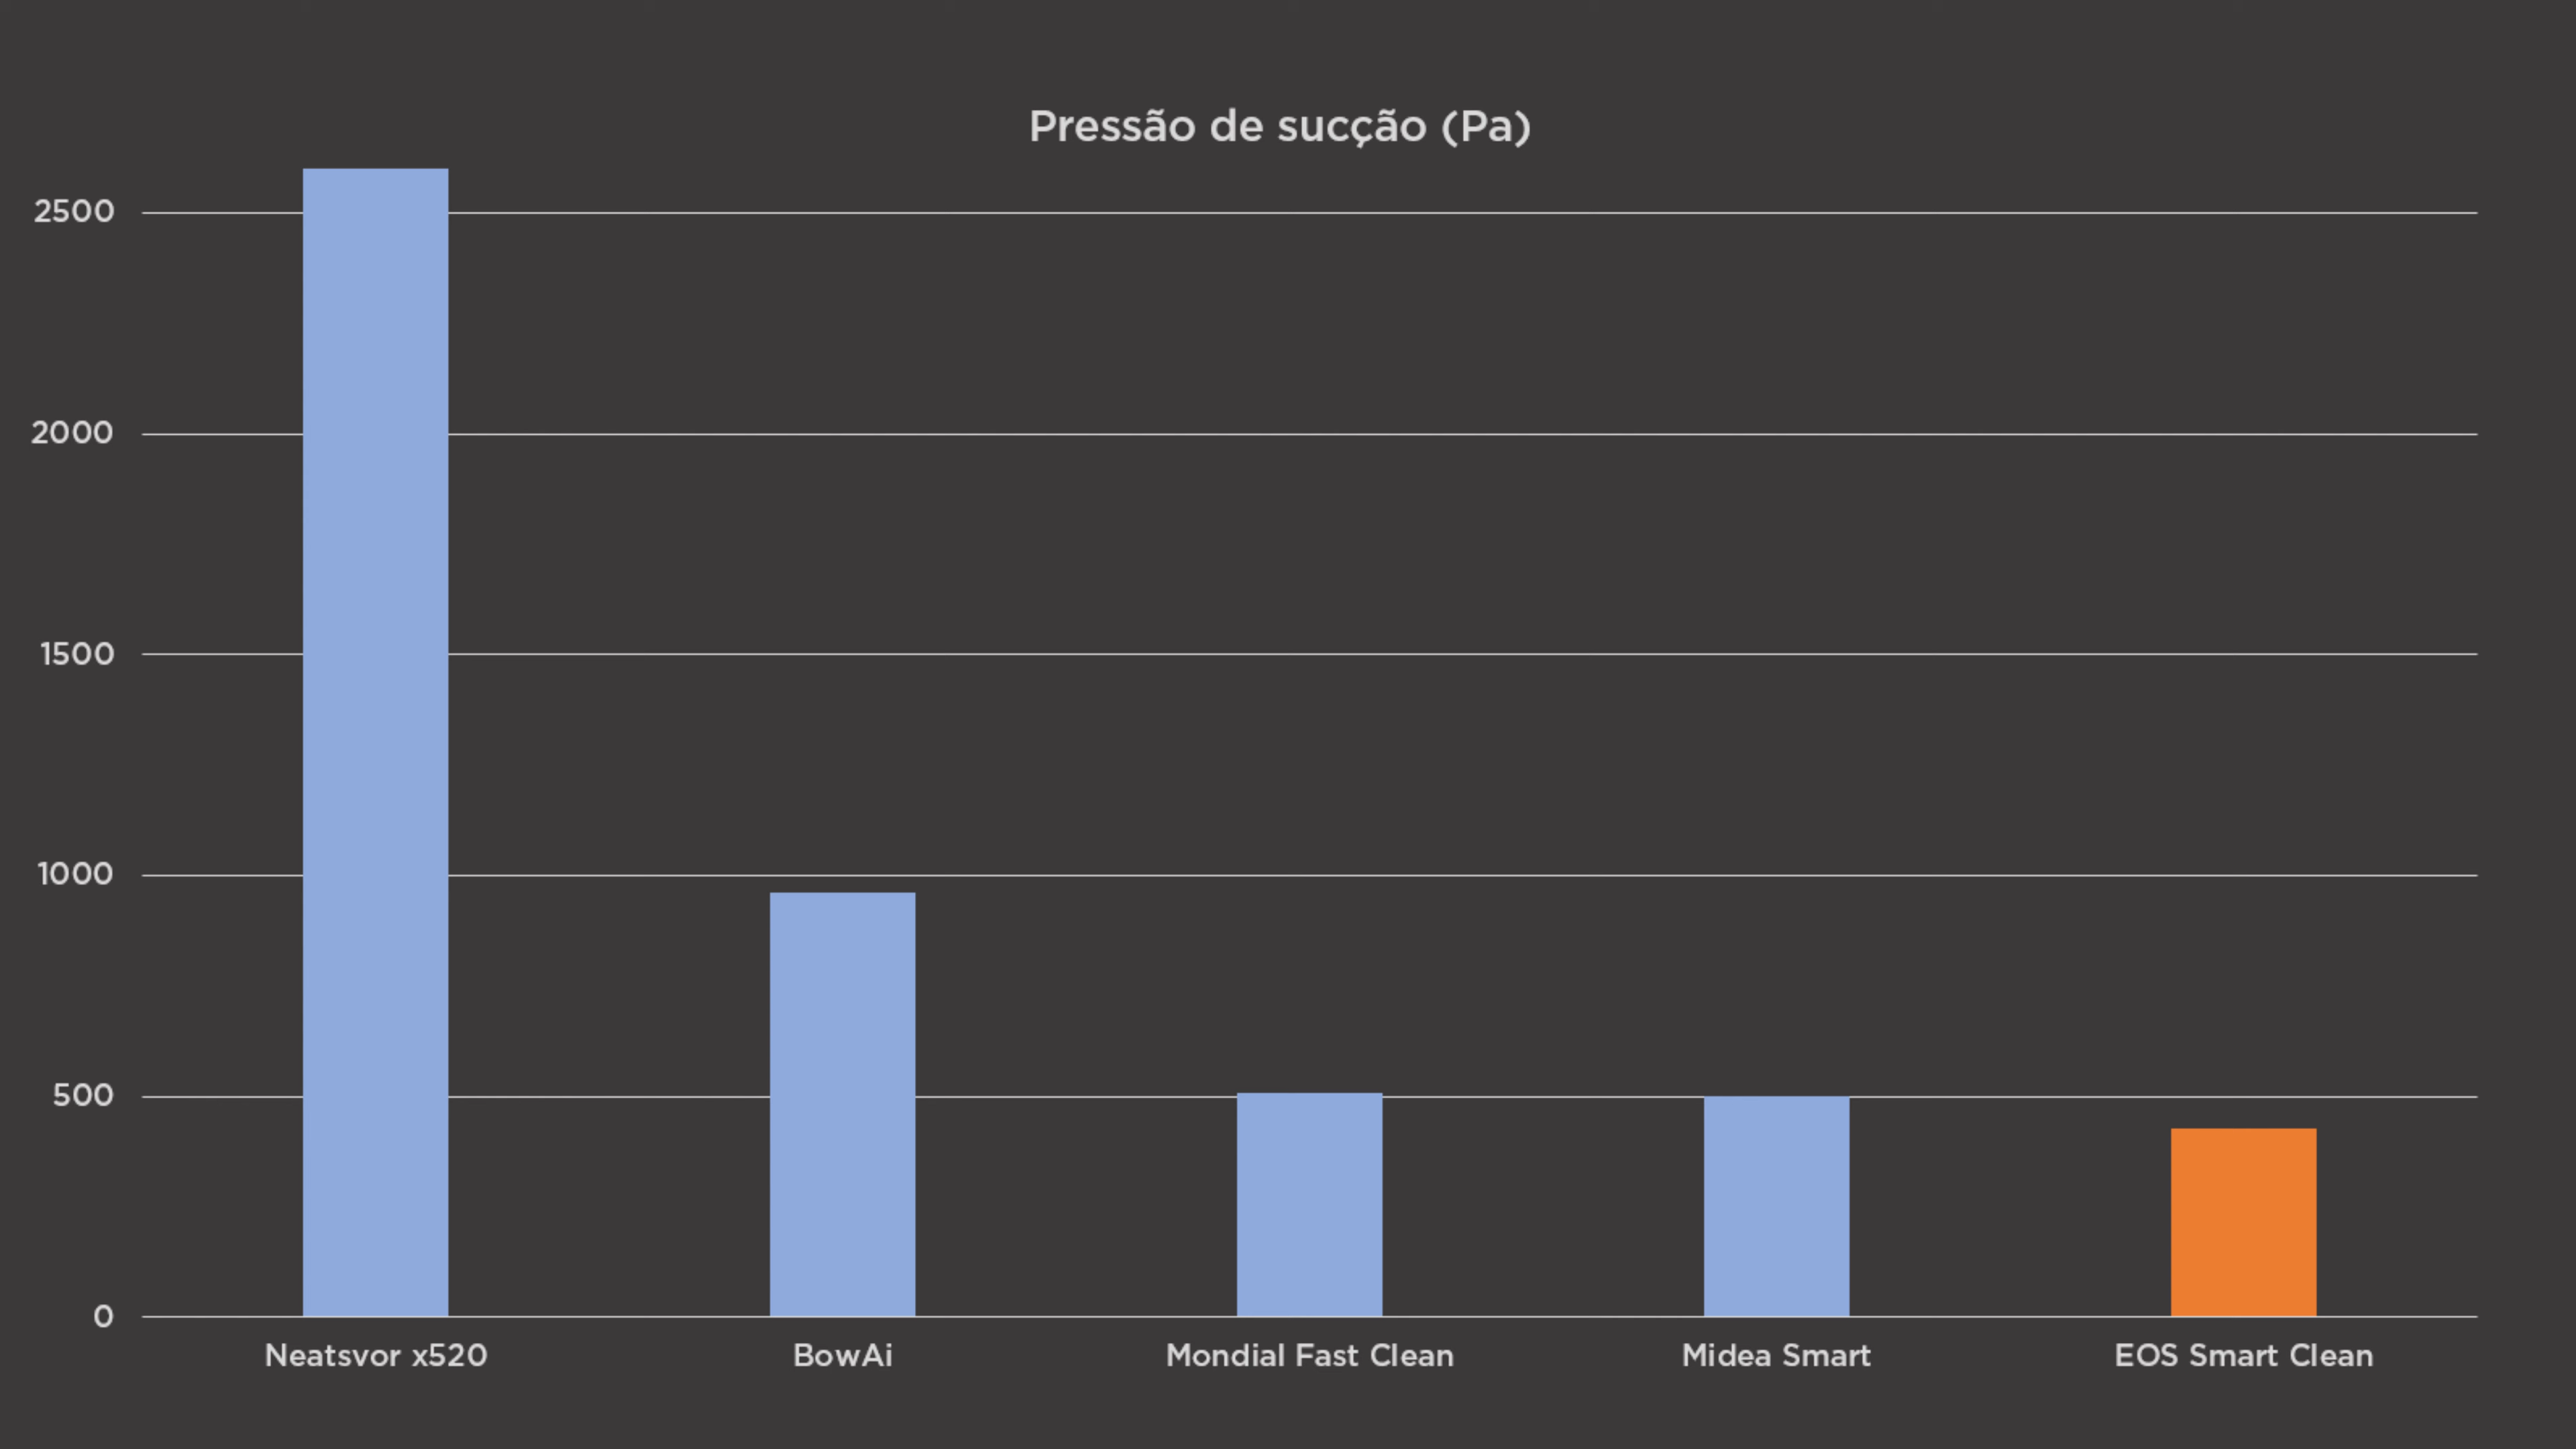 Pressão de sucção (Pa)
2500
2000
1500
1000
500
0
Neatsvor x520
BowAi
Mondial Fast Clean
Midea Smart
EOS Smart Clean